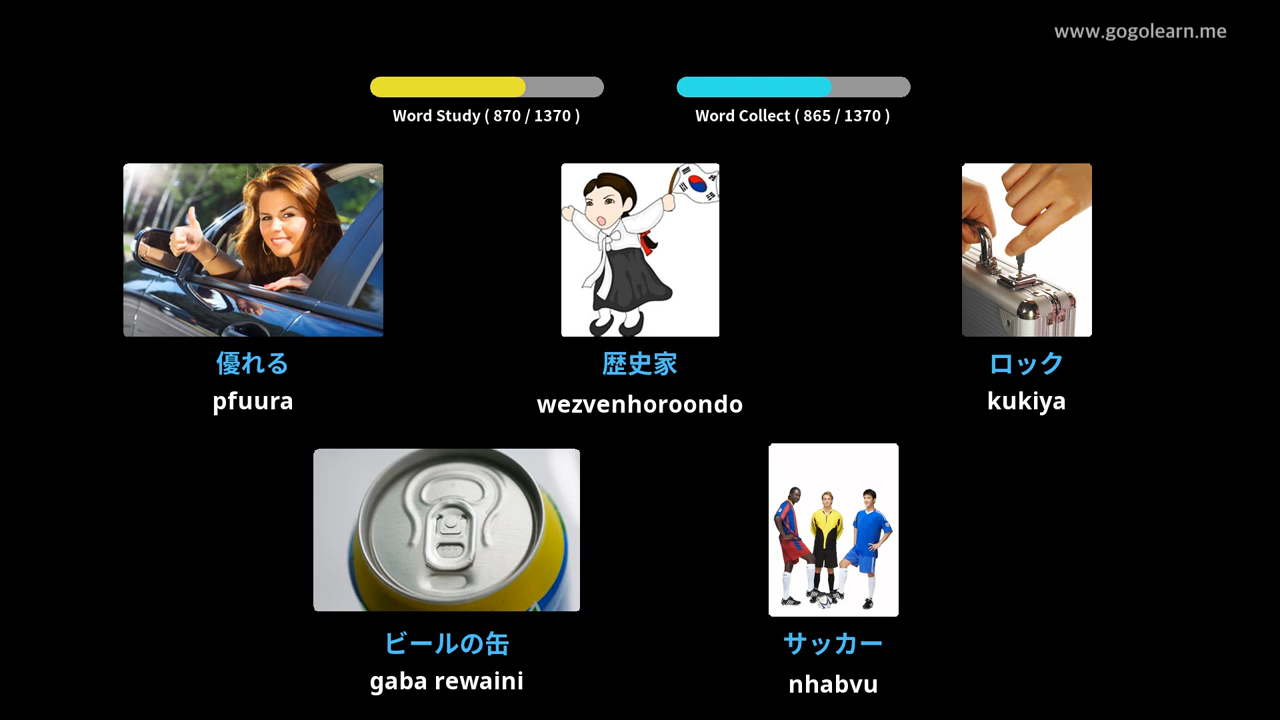 www.gogolearn.me
Word Study ( 870 / 1370 )
Word Collect ( 865 / 1370 )
優れる
pfuura
歴史家
wezvenhoroondo
ロック
kukiya
ビールの缶
gaba rewaini
サッカー
nhabvu